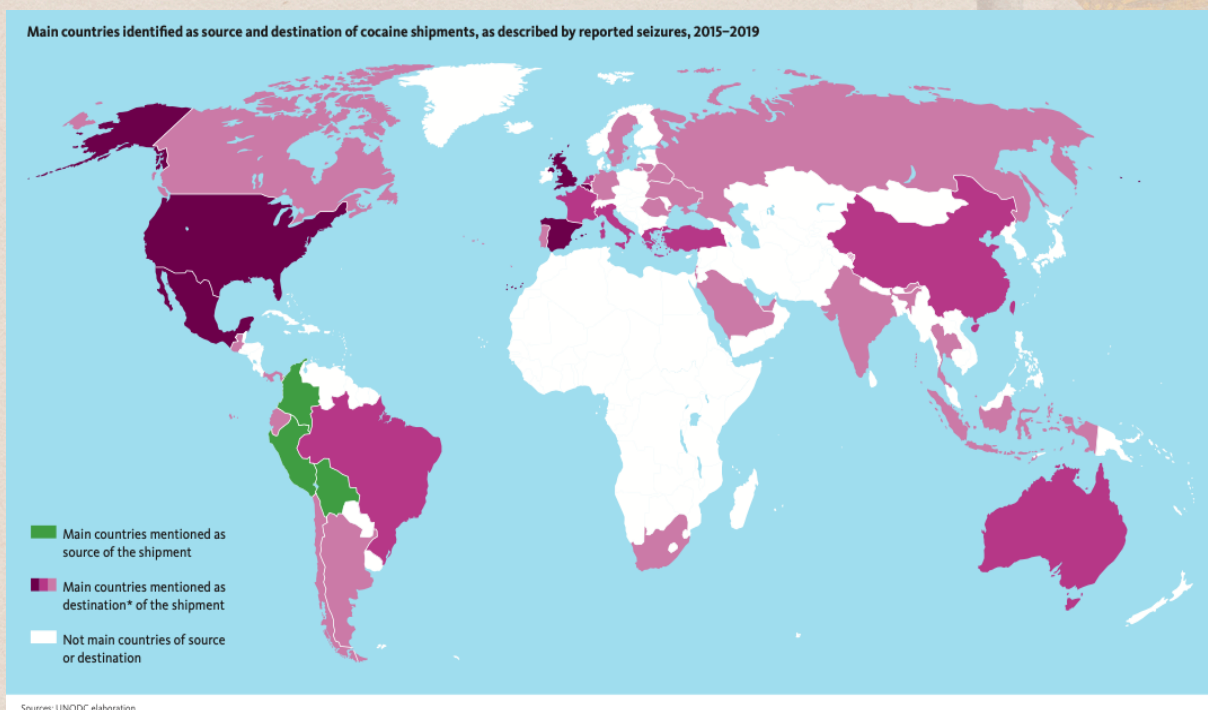 Main countries identified as source and destination of cocaine shipments, as described by reported seizures, 2015–2019
Main countries mentioned as
source of the shipment
Main countries mentioned as
destination* of the shipment
Not main countries of source
or destination
Sources: UNODC elaboration